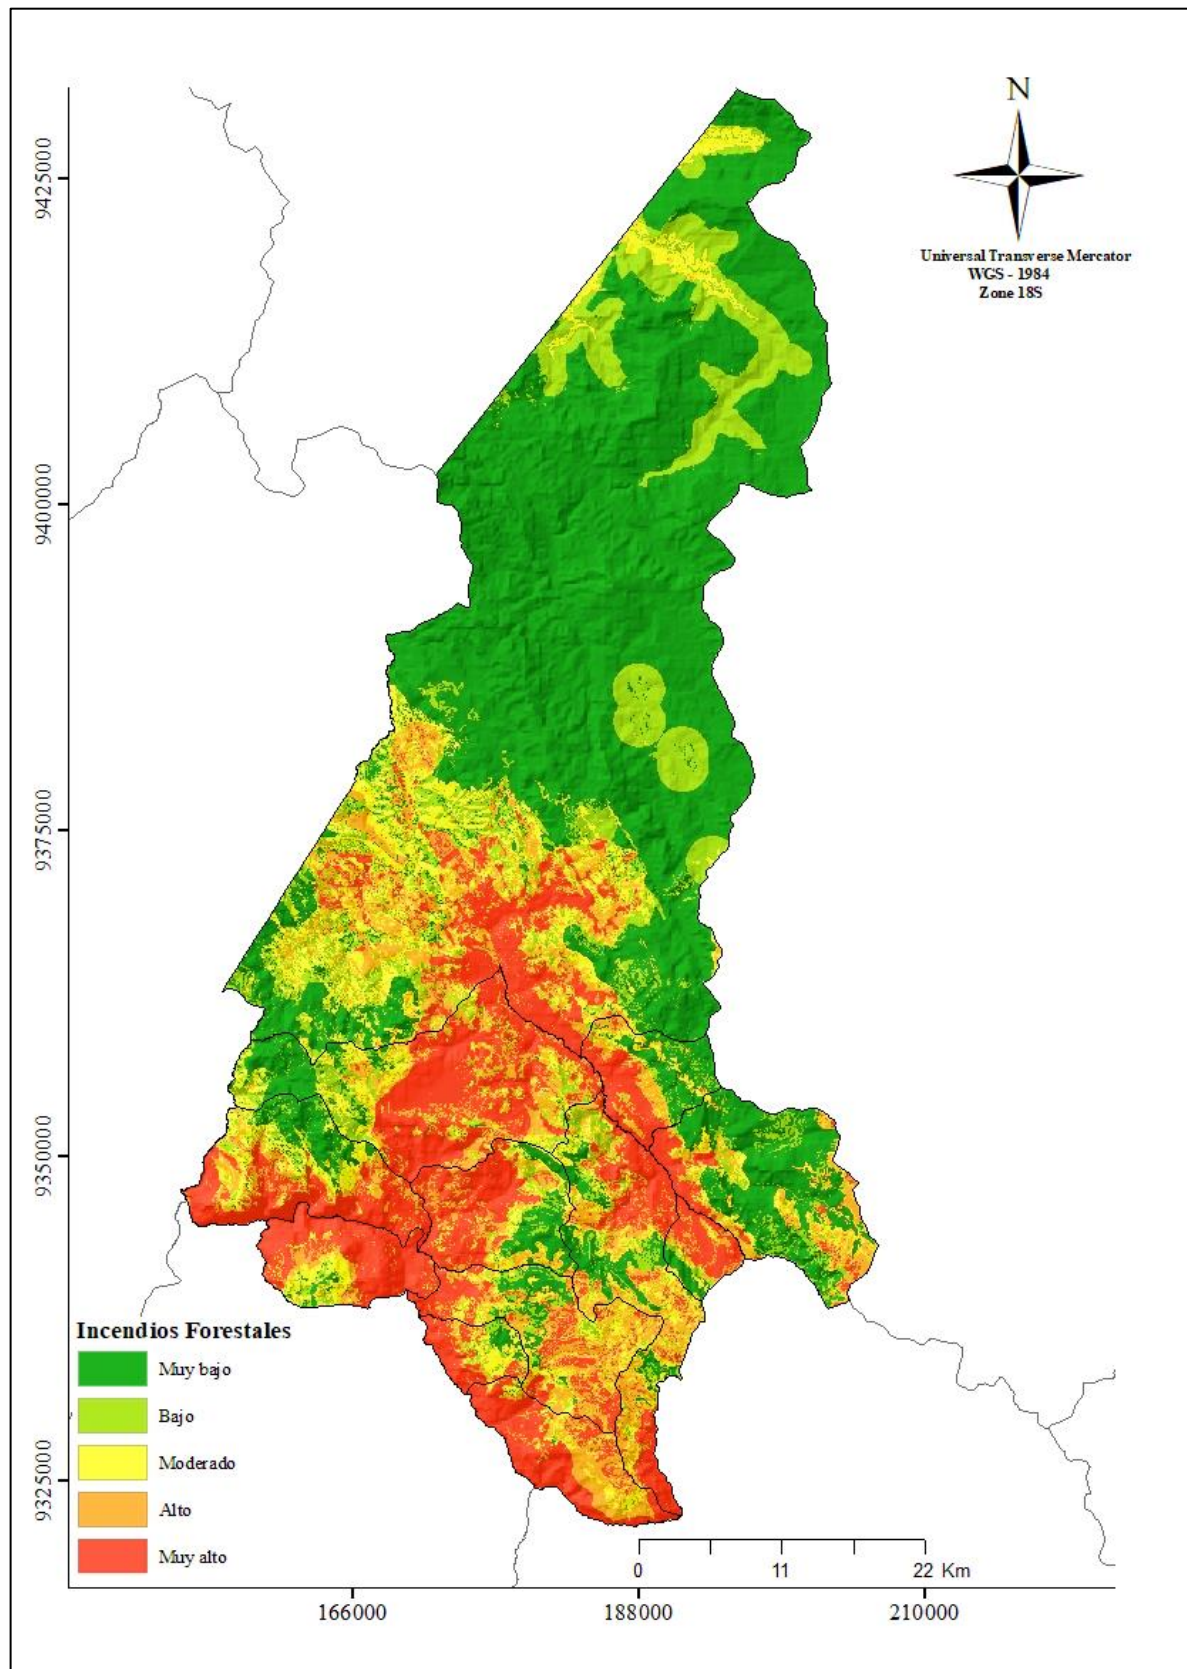 N
Universal Transverse Mercator
WGS - 1984
Zone 18S
9425000
9400000
9375000
9350000
9325000
Incendios Forestales
Muy bajo
Bajo
Moderado
Alto
Muy alto
0 11 22 Km
166000 188000 210000